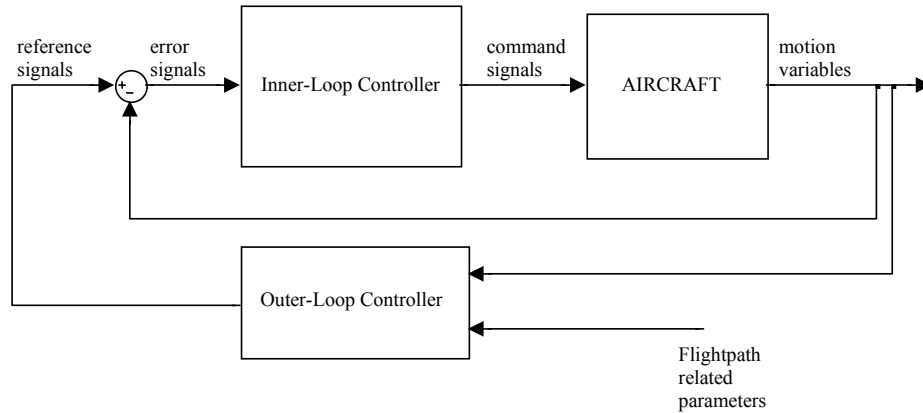 reference
signals
error
signals
Inner-Loop Controller
command
signals
AIRCRAFT
motion
variables
+
−
Outer-Loop Controller
Flightpath
related
parameters